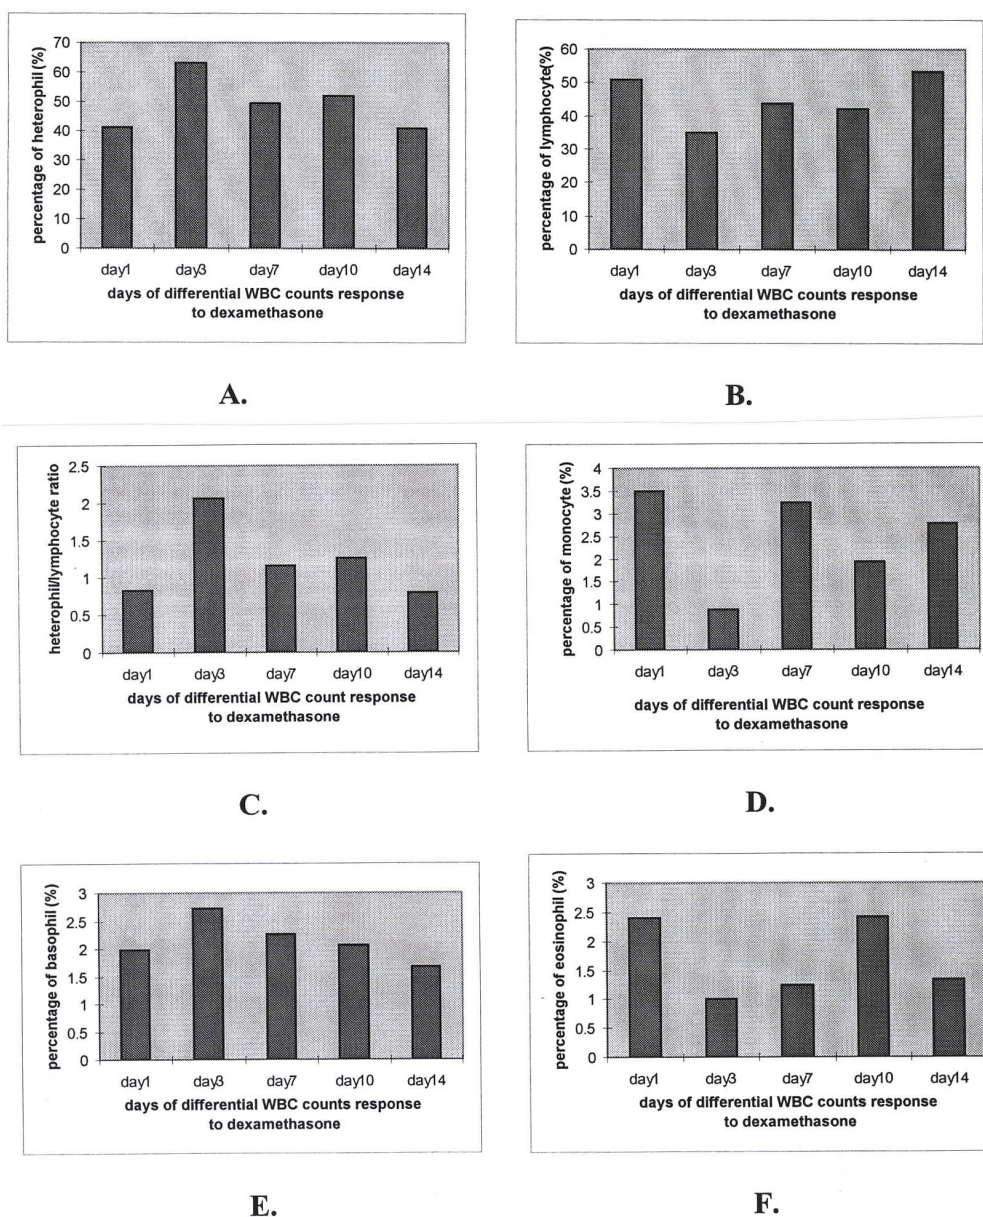 percentage of heterophil (%)
70
60
50
40
30
20
10
0
day1 day3 day7 day10 day14
days of differential WBC counts response
to dexamethasone
A.
percentage of lymphocyte(%)
60
50
40
30
20
10
0
day1 day3 day7 day10 day14
days of differential WBC counts response
to dexamethasone
B.
heterophil/lymphocyte ratio
2.5
2
1.5
1
0.5
0
day1 day3 day7 day10 day14
days of differential WBC count response
to dexamethasone
C.
percentage of monocyte (%)
4
3.5
3
2.5
2
1.5
1
0.5
0
day1 day3 day7 day10 day14
days of differential WBC count response
to dexamethasone
D.
percentage of basophil (%)
3
2.5
2
1.5
1
0.5
0
day1 day3 day7 day10 day14
days of differential WBC counts response
to dexamethasone
E.
percentage of eosinophil (%)
3
2.5
2
1.5
1
0.5
0
day1 day3 day7 day10 day14
days of differential WBC counts response
to dexamethasone
F.